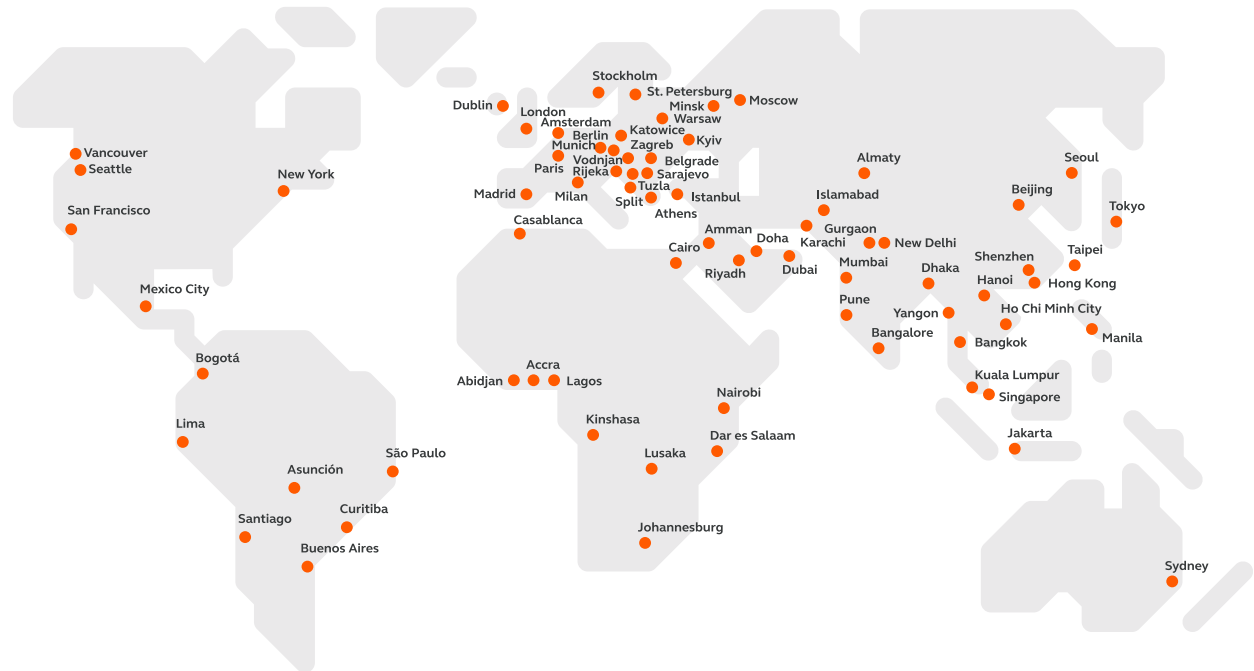 Stockholm
St. Petersburg
Dublin
Minsk
Moscow
London
Warsaw
Amsterdam
Katowice
Berlin
Kyiv
Munich
Zagreb
Vancouver
Vodnjan
Belgrade
Almaty
Seoul
Seattle
Paris
Rijeka
Sarajevo
New York
Tuzla
Beijing
Madrid
Milan
Istanbul
Islamabad
Split
San Francisco
Athens
Tokyo
Casablanca
Amman
Gurgaon
Doha
Karachi
New Delhi
Cairo
Taipei
Shenzhen
Riyadh
Dubai
Mumbai
Dhaka
Hanoi
Hong Kong
Mexico City
Pune
Ho Chi Minh City
Yangon
Bangalore
Bangkok
Manila
Bogotá
Accra
Kuala Lumpur
Abidjan
Lagos
Nairobi
Singapore
Lima
Kinshasa
Jakarta
Dar es Salaam
São Paulo
Lusaka
Asunción
Curitiba
Santiago
Johannesburg
Buenos Aires
Sydney